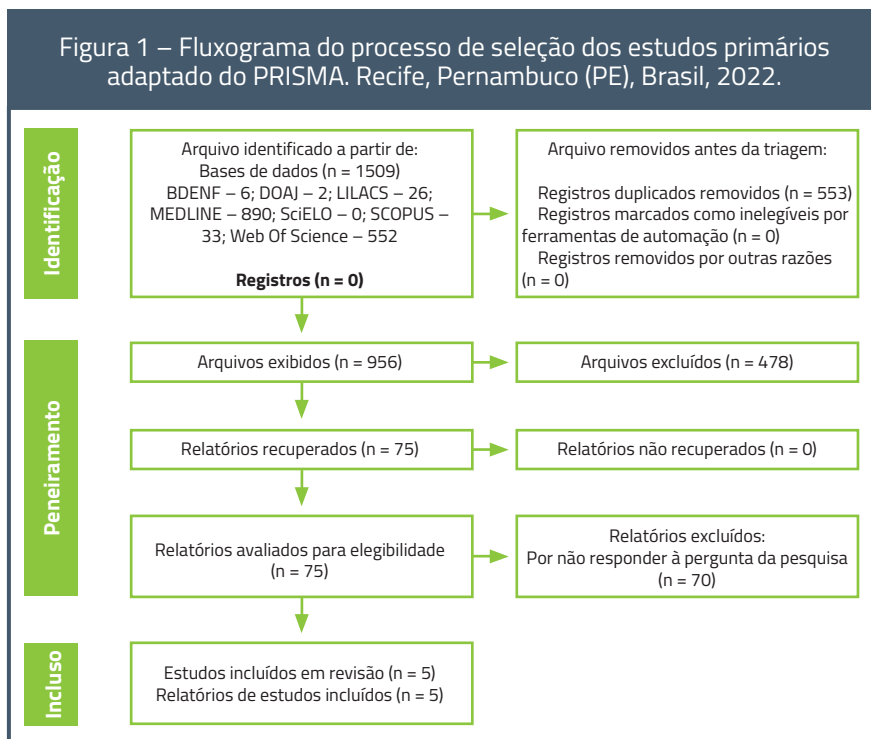 Figura 1 – Fluxograma do processo de seleção dos estudos primários
adaptado do PRISMA. Recife, Pernambuco (PE), Brasil, 2022.
Identificação
Arquivo identificado a partir de:
Bases de dados (n = 1509)
BDENF – 6; DOAJ – 2; LILACS – 26;
MEDLINE – 890; SciELO – 0; SCOPUS –
33; Web Of Science – 552
Registros (n = 0)
Arquivo removidos antes da triagem:
Registros duplicados removidos (n = 553)
Registros marcados como inelegíveis por
ferramentas de automação (n = 0)
Registros removidos por outras razões
(n = 0)
Peneiramento
Arquivos exibidos (n = 956)
Arquivos excluídos (n = 478)
Relatórios recuperados (n = 75)
Relatórios não recuperados (n = 0)
Relatórios avaliados para elegibilidade
(n = 75)
Relatórios excluídos:
Por não responder à pergunta da pesquisa
(n = 70)
Incluso
Estudos incluídos em revisão (n = 5)
Relatórios de estudos incluídos (n = 5)